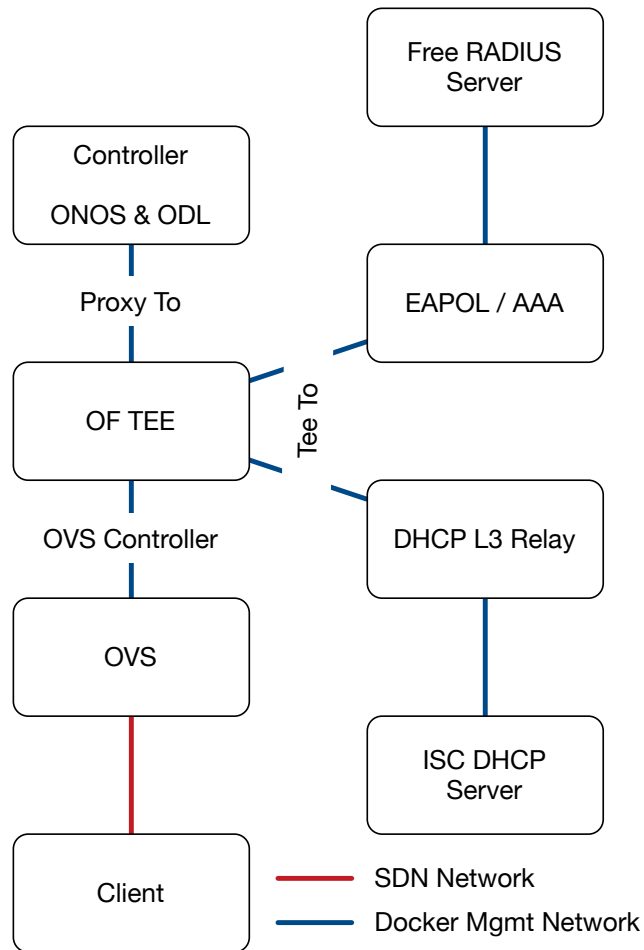 Free RADIUS
Server
Controller
ONOS & ODL
Proxy To
EAPOL / AAA
OF TEE
Tee To
OVS Controller
DHCP L3 Relay
OVS
ISC DHCP
Server
Client
SDN Network
Docker Mgmt Network